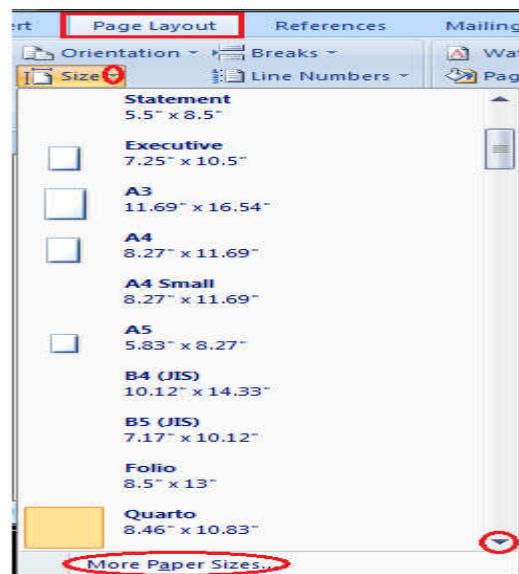 rt Page Layout References Mailing
Orientation Breaks Wat
Size Line Numbers Pag
Statement
5.5" x 8.5"
Executive
7.25" x 10.5"
A3
11.69" x 16.54"
A4
8.27" x 11.69"
A4 Small
8.27" x 11.69"
A5
5.83" x 8.27"
B4 (JIS)
10.12" x 14.33"
B5 (JIS)
7.17" x 10.12"
Folio
8.5" x 13"
Quarto
8.46" x 10.83"
More Paper Sizes...